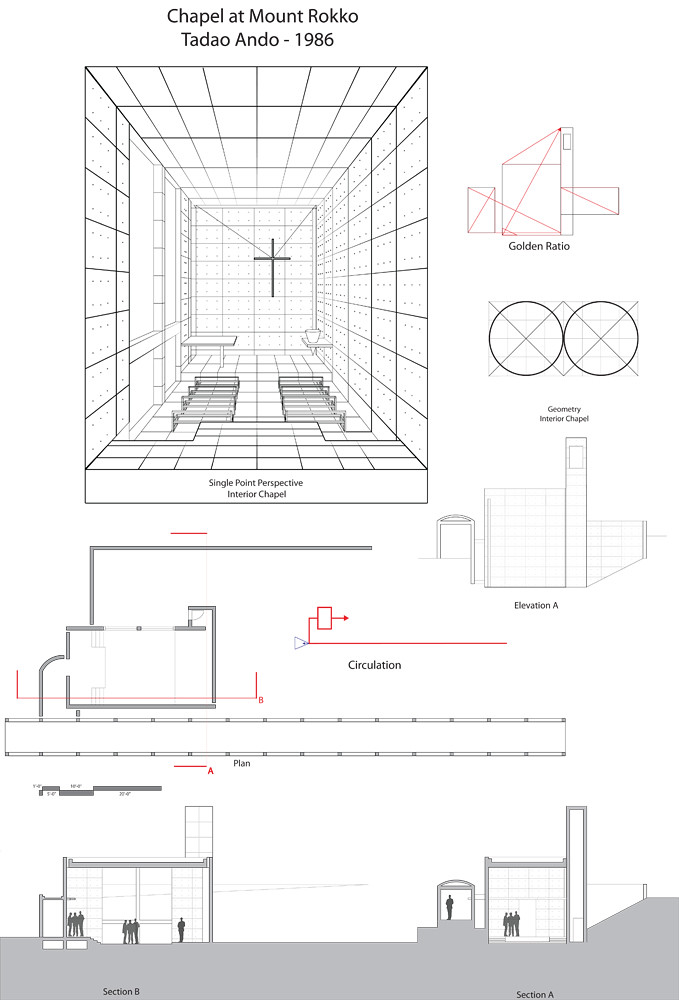 Chapel at Mount Rokko
Tadao Ando - 1986
Golden Ratio
Geometry
Interior Chapel
Single Point Perspective
Interior Chapel
Elevation A
Circulation
B
Plan
A
1'-0"
10'-0"
5'-0"
20'-0"
Section B
Section A